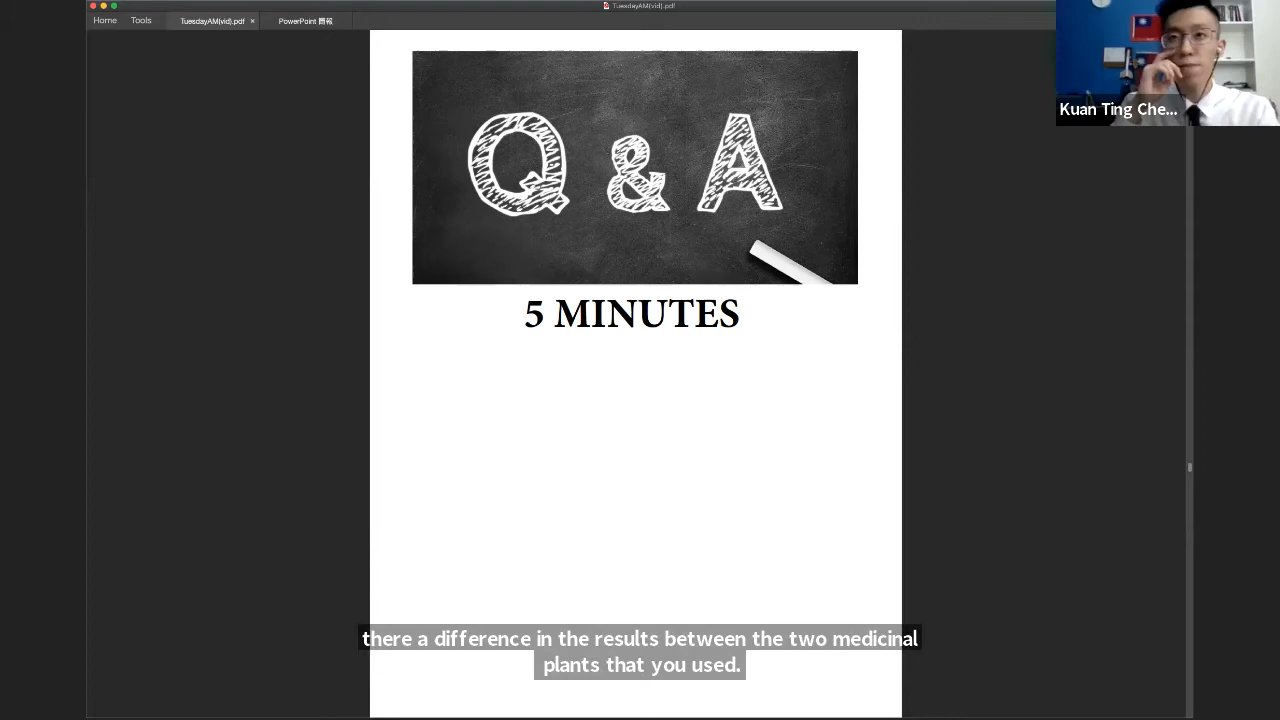 TuesdayAM(vid).pdf
Home Tools TuesdayAM(vid).pdf × PowerPoint 簡報
Kuan Ting Che...
Q & A
5 MINUTES
there a difference in the results between the two medicinal
plants that you used.